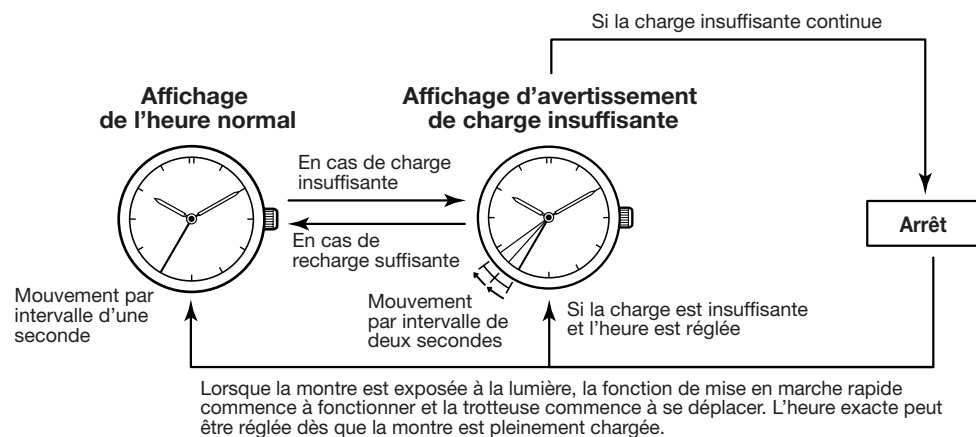 Si la charge insuffisante continue
Affichage
de l'heure normal
Affichage d'avertissement
de charge insuffisante
En cas de charge
insuffisante
En cas de
recharge suffisante
Arrêt
Mouvement par
intervalle d'une
seconde
Mouvement
par intervalle de
deux secondes
Si la charge est insuffisante
et l'heure est réglée
Lorsque la montre est exposée à la lumière, la fonction de mise en marche rapide
commence à fonctionner et la trotteuse commence à se déplacer. L'heure exacte peut
être réglée dès que la montre est pleinement chargée.